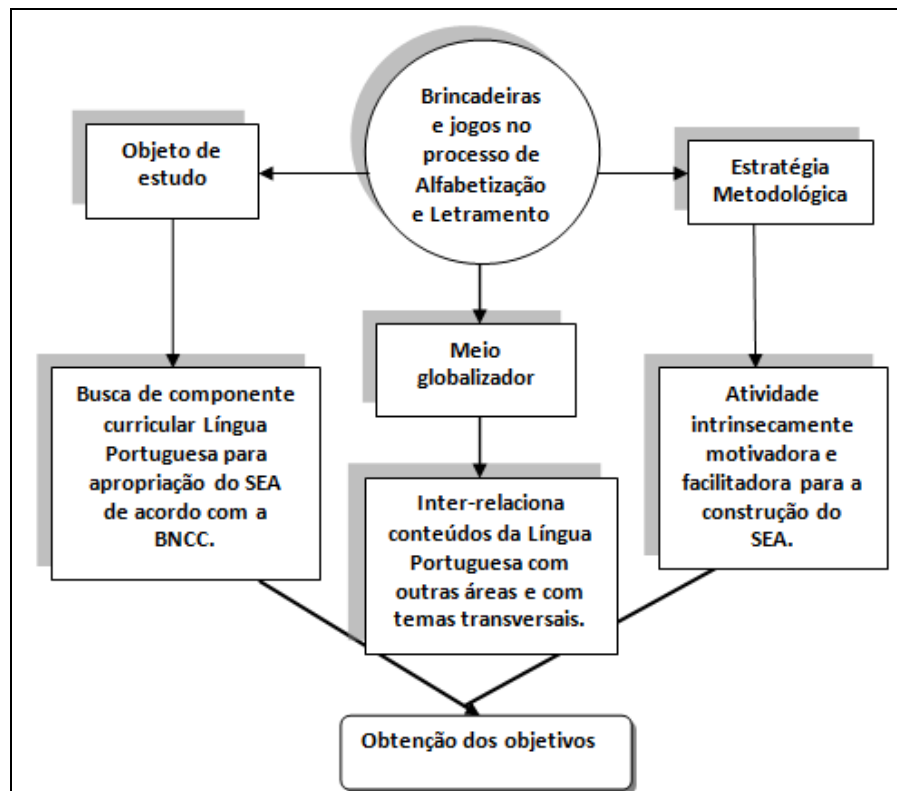 Brincadeiras
e jogos no
processo de
Alfabetização
e Letramento
Objeto de
estudo
Estratégia
Metodológica
Meio
globalizador
Busca de componente
curricular Língua
Portuguesa para
apropriação do SEA
de acordo com a
BNCC.
Inter-relaciona
conteúdos da Língua
Portuguesa com
outras áreas e com
temas transversais.
Atividade
intrinsecamente
motivadora e
facilitadora para a
construção do
SEA.
Obtenção dos objetivos